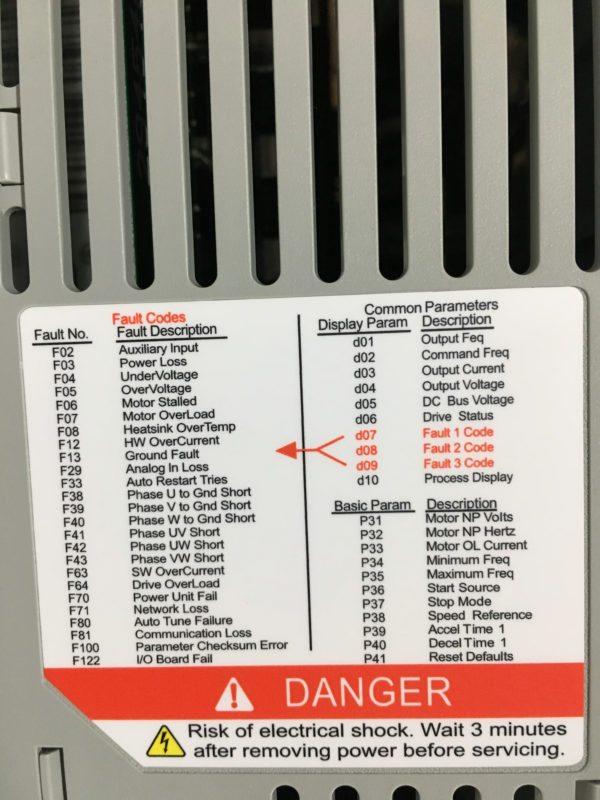 Fault Codes
Fault No. Fault Description
F02 Auxiliary Input
F03 Power Loss
F04 UnderVoltage
F05 OverVoltage
F06 Motor Stalled
F07 Motor OverLoad
F08 Heatsink OverTemp
F12 HW OverCurrent
F13 Ground Fault
F29 Analog In Loss
F33 Auto Restart Tries
F38 Phase U to Gnd Short
F39 Phase V to Gnd Short
F40 Phase W to Gnd Short
F41 Phase UV Short
F42 Phase UW Short
F43 Phase VW Short
F63 SW OverCurrent
F64 Drive OverLoad
F70 Power Unit Fail
F71 Network Loss
F80 Auto Tune Failure
F81 Communication Loss
F100 Parameter Checksum Error
F122 I/O Board Fail
Common Parameters
Display Param Description
d01 Output Feq
d02 Command Freq
d03 Output Current
d04 Output Voltage
d05 DC Bus Voltage
d06 Drive Status
d07 Fault 1 Code
d08 Fault 2 Code
d09 Fault 3 Code
d10 Process Display
Basic Param Description
P31 Motor NP Volts
P32 Motor NP Hertz
P33 Motor OL Current
P34 Minimum Freq
P35 Maximum Freq
P36 Start Source
P37 Stop Mode
P38 Speed Reference
P39 Accel Time 1
P40 Decel Time 1
P41 Reset Defaults
DANGER
Risk of electrical shock. Wait 3 minutes
after removing power before servicing.